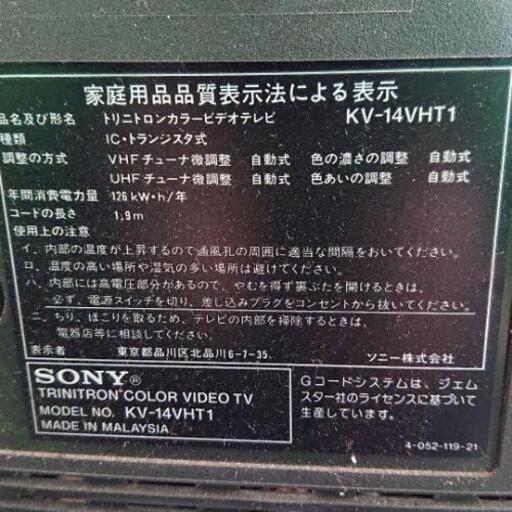 家庭用品品質表示法による表示
品名及び形名 トリニトロンカラービデオテレビ KV-14VHT1
種類 IC・トランジスタ式
調整の方式 VHFチューナ微調整 自動式 色の濃さの調整 自動式
UHFチューナ微調整 自動式 色あいの調整 自動式
年間消費電力量 126 kW・h/年
コードの長さ 1.9m
使用上の注意
イ. 内部の温度が上昇するので通風孔の周囲に適当な間隔をおいてください。
ロ. 温度の高い場所や湿気の多い場所は避けてください。
ハ. 内部には高電圧部分があるので、やむを得ず裏ぶたを開けるときは、
必ず、電源スイッチを切り、差し込みプラグをコンセントから抜いてください。
ニ. ちり、ほこりを取るため、テレビの内部を掃除するときは、
電器店等に相談してください。
表示者 東京都品川区北品川6-7-35 ソニー株式会社
SONY®
TRINITRON®COLOR VIDEO TV
MODEL NO. KV-14VHT1
MADE IN MALAYSIA
Gコードシステムは、ジェム
スター社のライセンスに基づいて
生産しています。
4-052-119-21